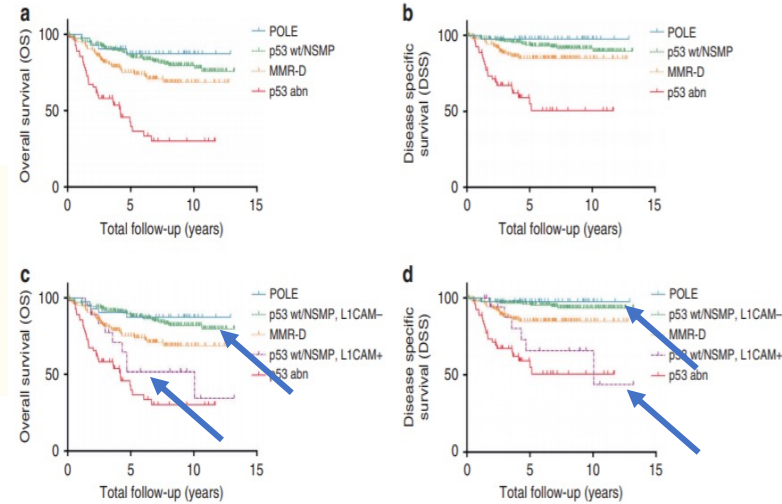 a
Overall survival (OS)
100
50
0
0 5 10 15
Total follow-up (years)
POLE
p53 wt/NSMP
MMR-D
p53 abn
b
Disease specific
survival (DSS)
100
50
0
0 5 10 15
Total follow-up (years)
POLE
p53 wt/NSMP
MMR-D
p53 abn
c
Overall survival (OS)
100
50
0
0 5 10 15
Total follow-up (years)
POLE
p53 wt/NSMP, L1CAM–
MMR-D
p53 wt/NSMP, L1CAM+
p53 abn
d
Disease specific
survival (DSS)
100
50
0
0 5 10 15
Total follow-up (years)
POLE
p53 wt/NSMP, L1CAM–
MMR-D
p53 wt/NSMP, L1CAM+
p53 abn